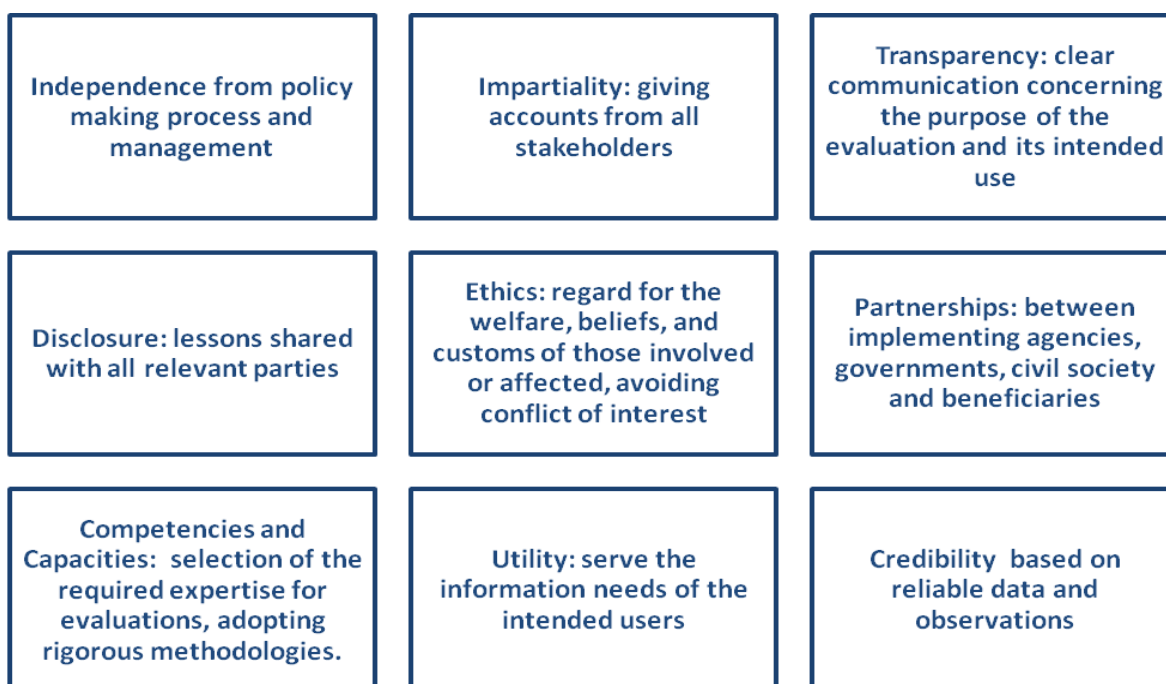 Independence from policy
making process and
management
Impartiality: giving
accounts from all
stakeholders
Transparency: clear
communication concerning
the purpose of the
evaluation and its intended
use
Disclosure: lessons shared
with all relevant parties
Ethics: regard for the
welfare, beliefs, and
customs of those involved
or affected, avoiding
conflict of interest
Partnerships: between
implementing agencies,
governments, civil society
and beneficiaries
Competencies and
Capacities: selection of the
required expertise for
evaluations, adopting
rigorous methodologies.
Utility: serve the
information needs of the
intended users
Credibility based on
reliable data and
observations